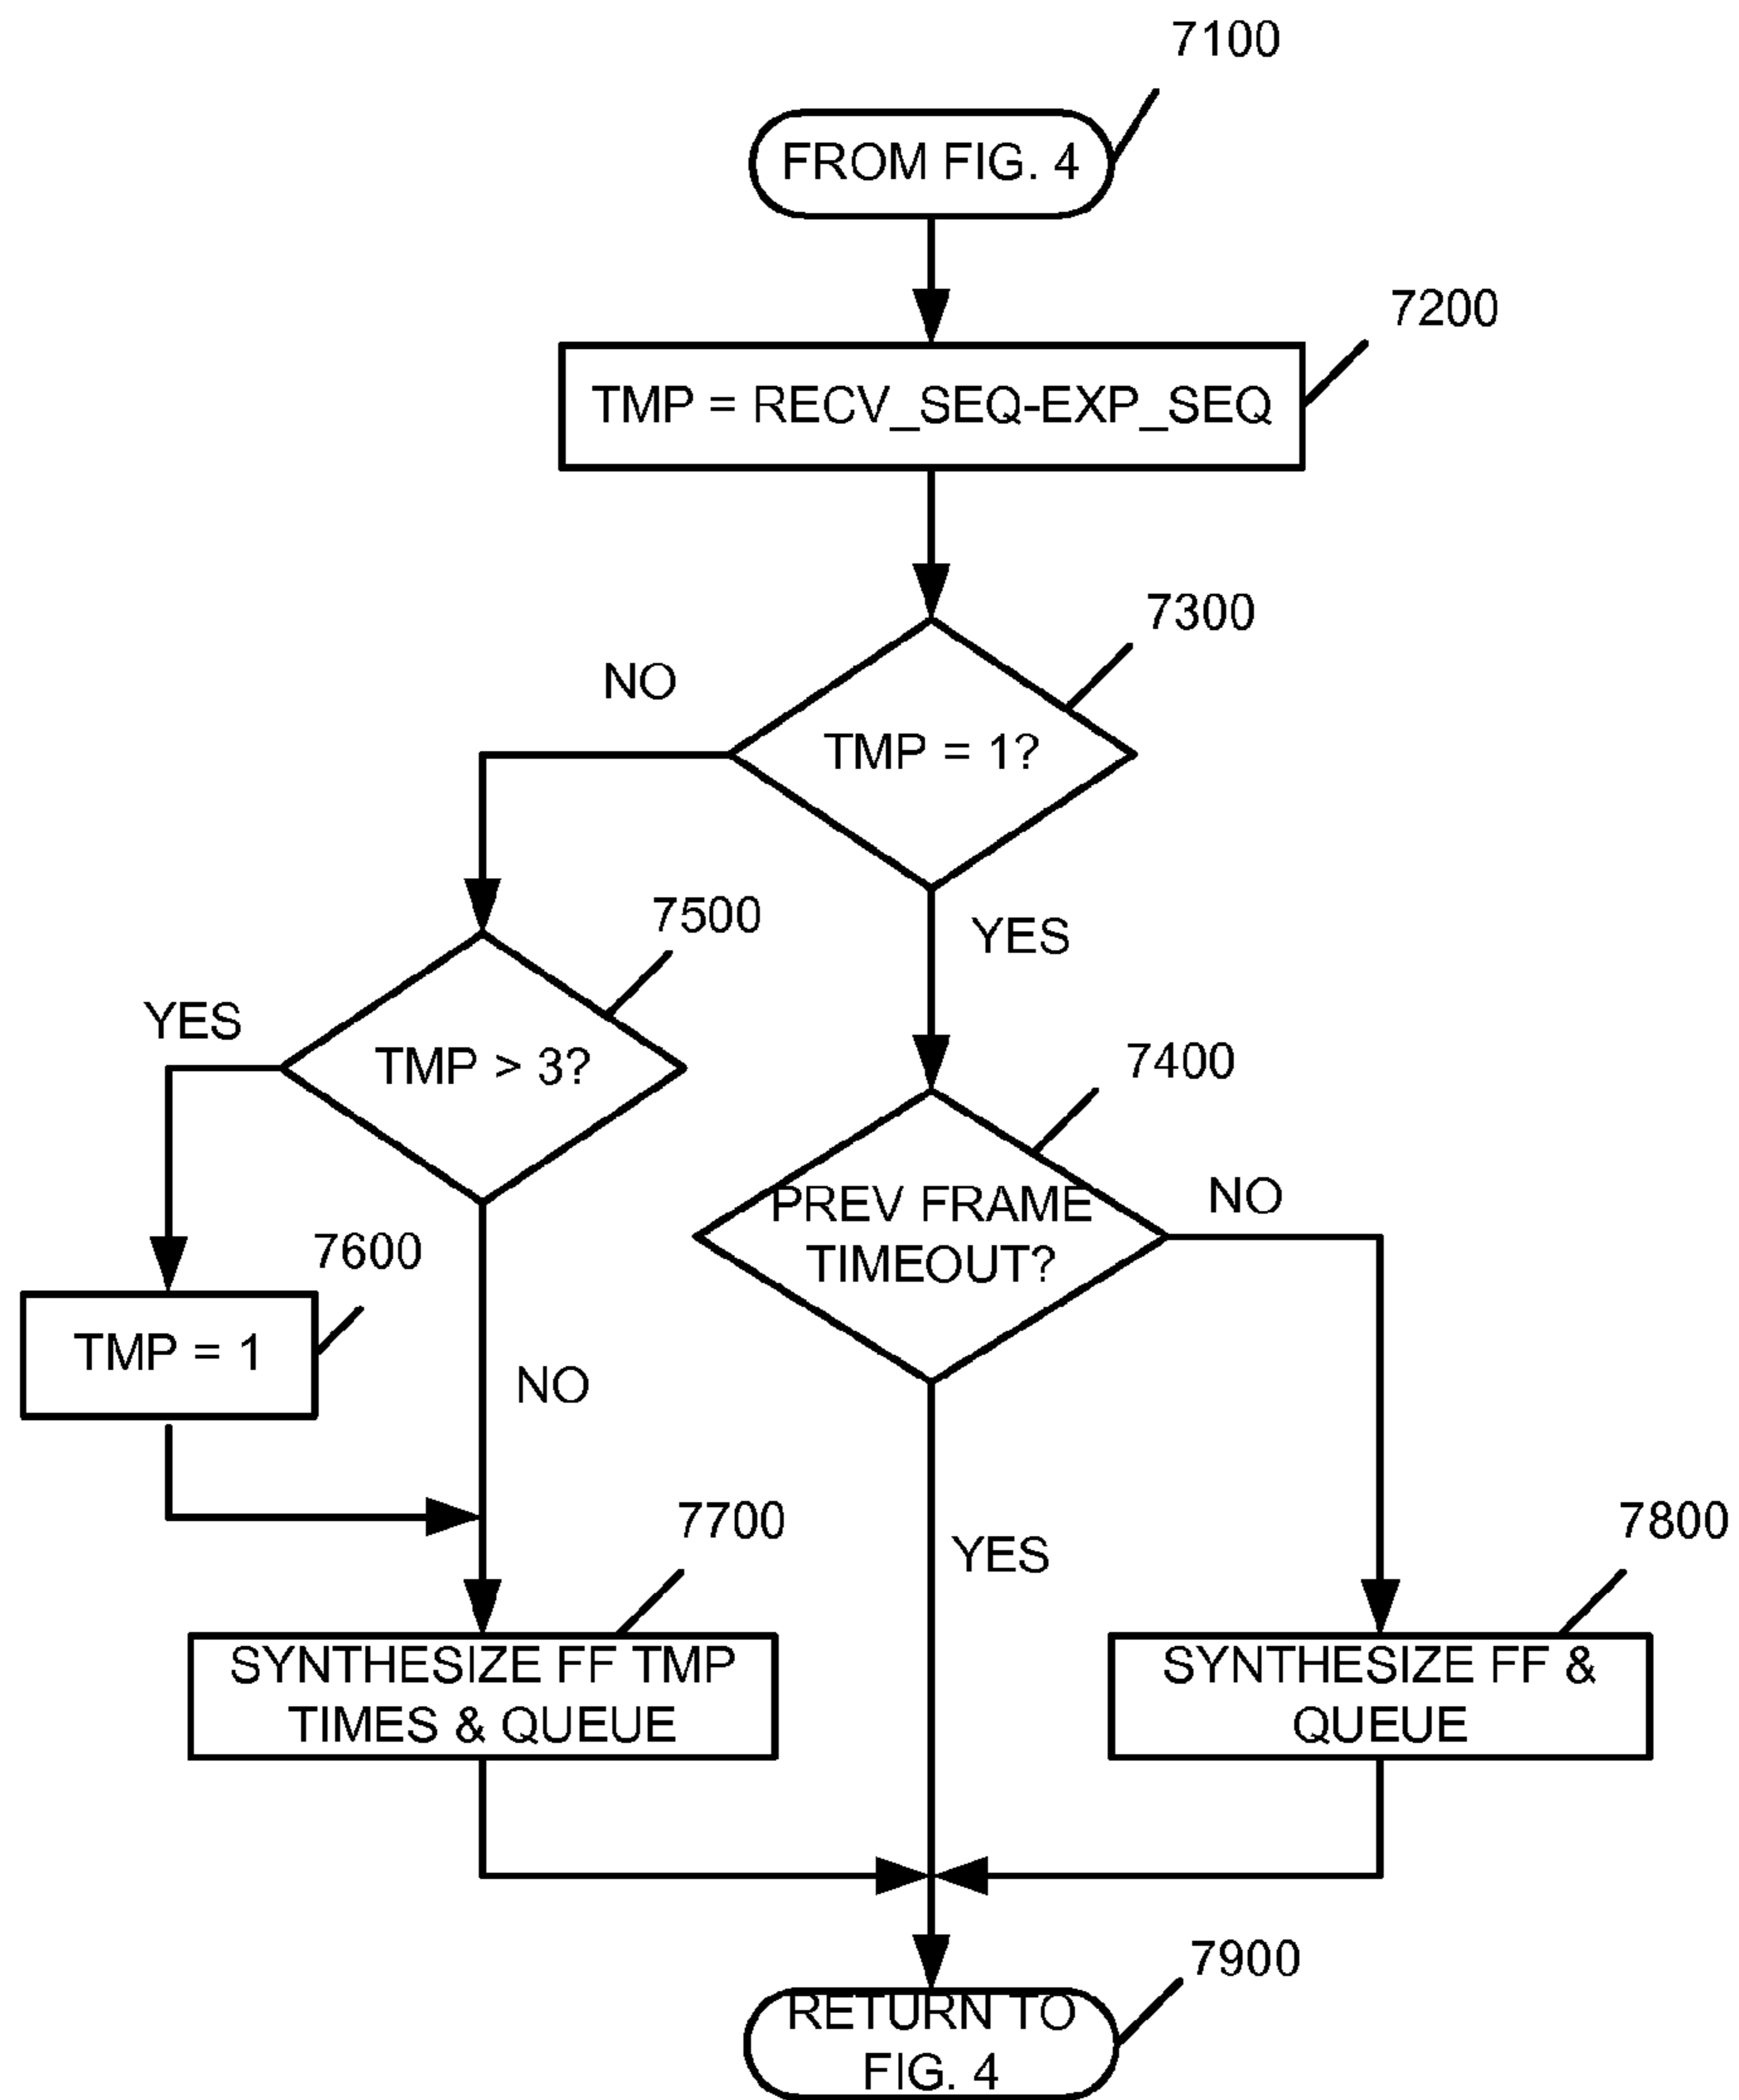 7100
FROM FIG. 4
7200
TMP = RECV_SEQ-EXP_SEQ
7300
NO
TMP = 1?
7500
YES
YES
TMP > 3?
7400
PREV FRAME
TIMEOUT?
NO
7600
TMP = 1
NO
7700
7800
YES
SYNTHESIZE FF TMP
TIMES & QUEUE
SYNTHESIZE FF &
QUEUE
7900
RETURN TO
FIG. 4